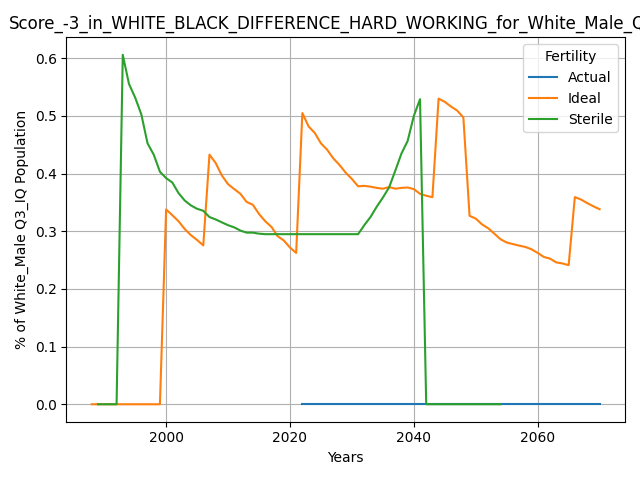 Score_-3_in_WHITE_BLACK_DIFFERENCE_HARD_WORKING_for_White_Male_Q
Fertility
Actual
Ideal
Sterile
% of White_Male Q3_IQ Population
0.6
0.5
0.4
0.3
0.2
0.1
0.0
2000 2020 2040 2060
Years